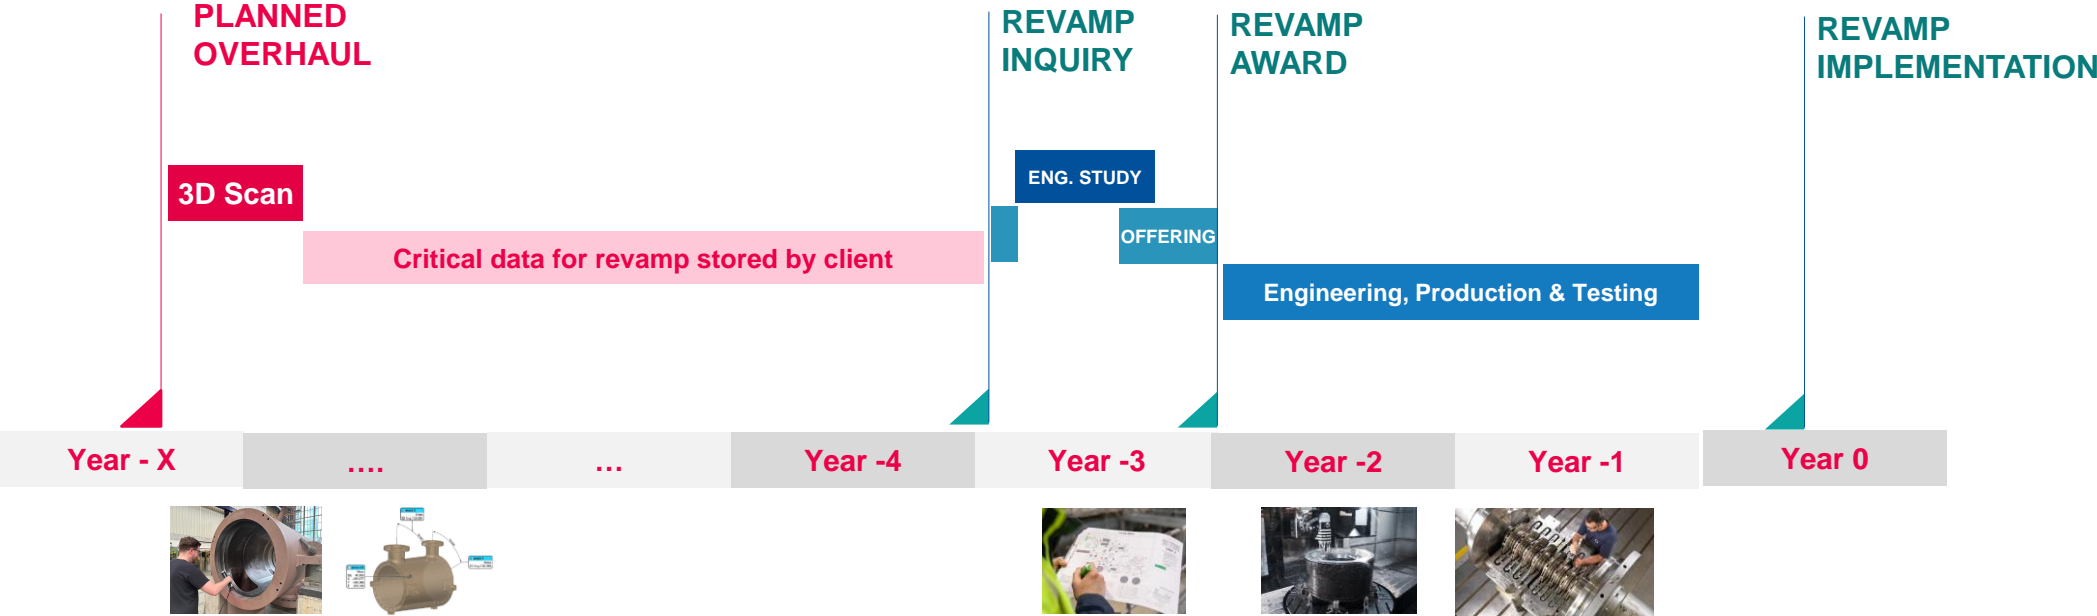 PLANNED
OVERHAUL
REVAMP
INQUIRY
REVAMP
AWARD
REVAMP
IMPLEMENTATION
3D Scan
ENG. STUDY
OFFERING
Critical data for revamp stored by client
Engineering, Production & Testing
Year - X
....
...
Year -4
Year -3
Year -2
Year -1
Year 0